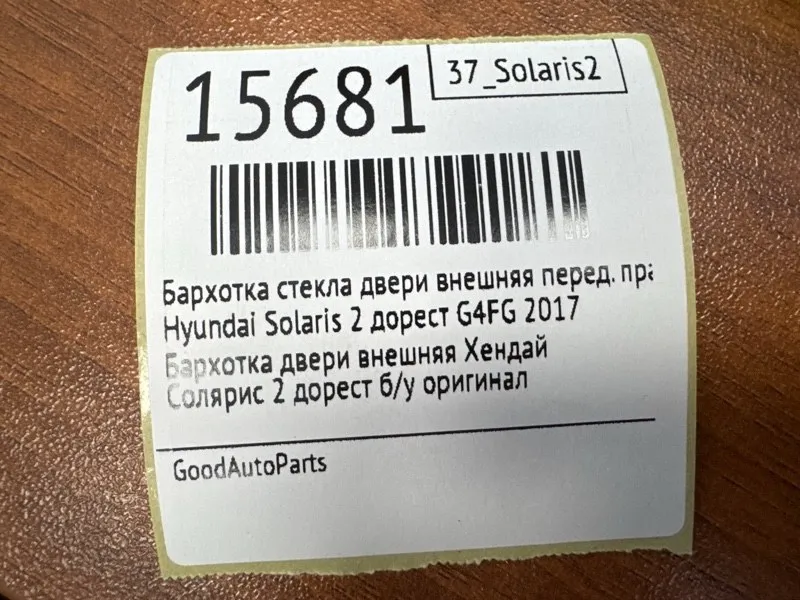 37_Solaris2
15681
Бархотка стекла двери внешняя перед. пра
Hyundai Solaris 2 дорест G4FG 2017
Бархотка двери внешняя Хендай
Солярис 2 дорест б/у оригинал
GoodAutoParts